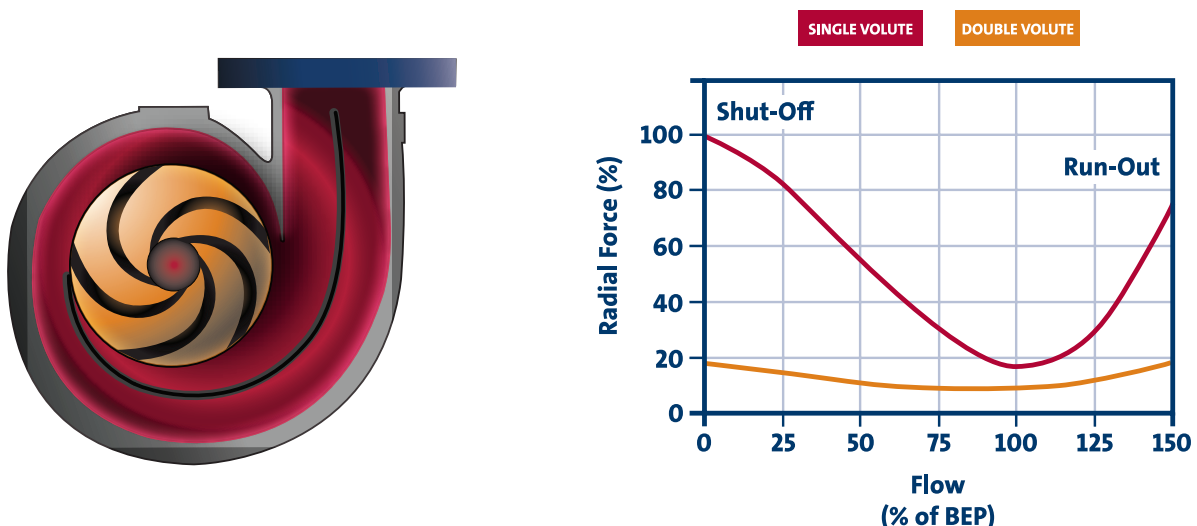 SINGLE VOLUTE
DOUBLE VOLUTE
Shut-Off
Run-Out
Radial Force (%)
100
80
60
40
20
0
0 25 50 75 100 125 150
Flow
(% of BEP)